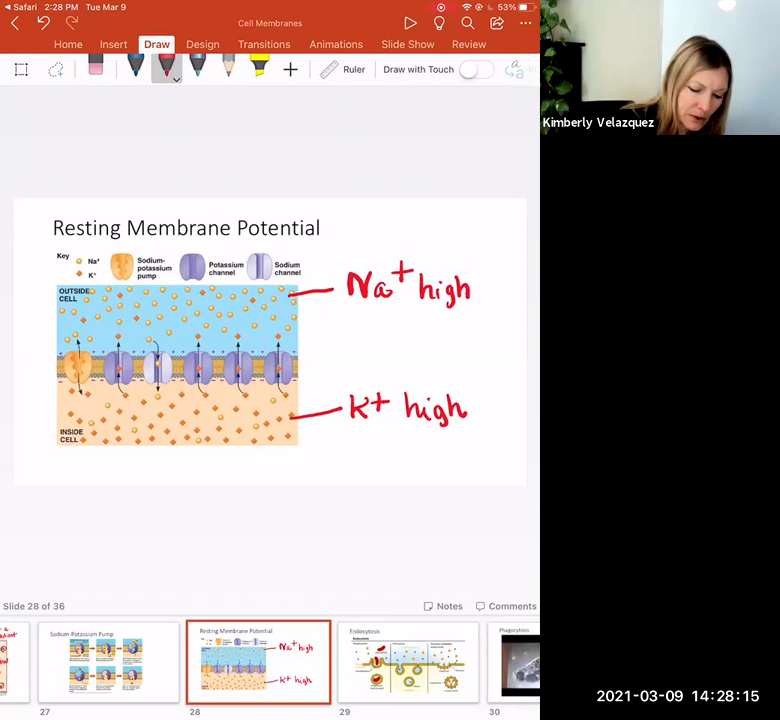 Safari 2:28 PM Tue Mar 9
53%
Cell Membranes
Home Insert Draw Design Transitions Animations Slide Show Review
Ruler Draw with Touch
Kimberly Velazquez
Resting Membrane Potential
Key
Na+
K+
Sodium-
potassium
pump
Potassium
channel
Sodium
channel
OUTSIDE
CELL
Na+ high
K+ high
INSIDE
CELL
Slide 28 of 36
Notes Comments
Sodium-Potassium Pump
Resting Membrane Potential
Na+ high
K+ high
Endocytosis
Phagocytosis
27
28
29
30
2021-03-09 14:28:15